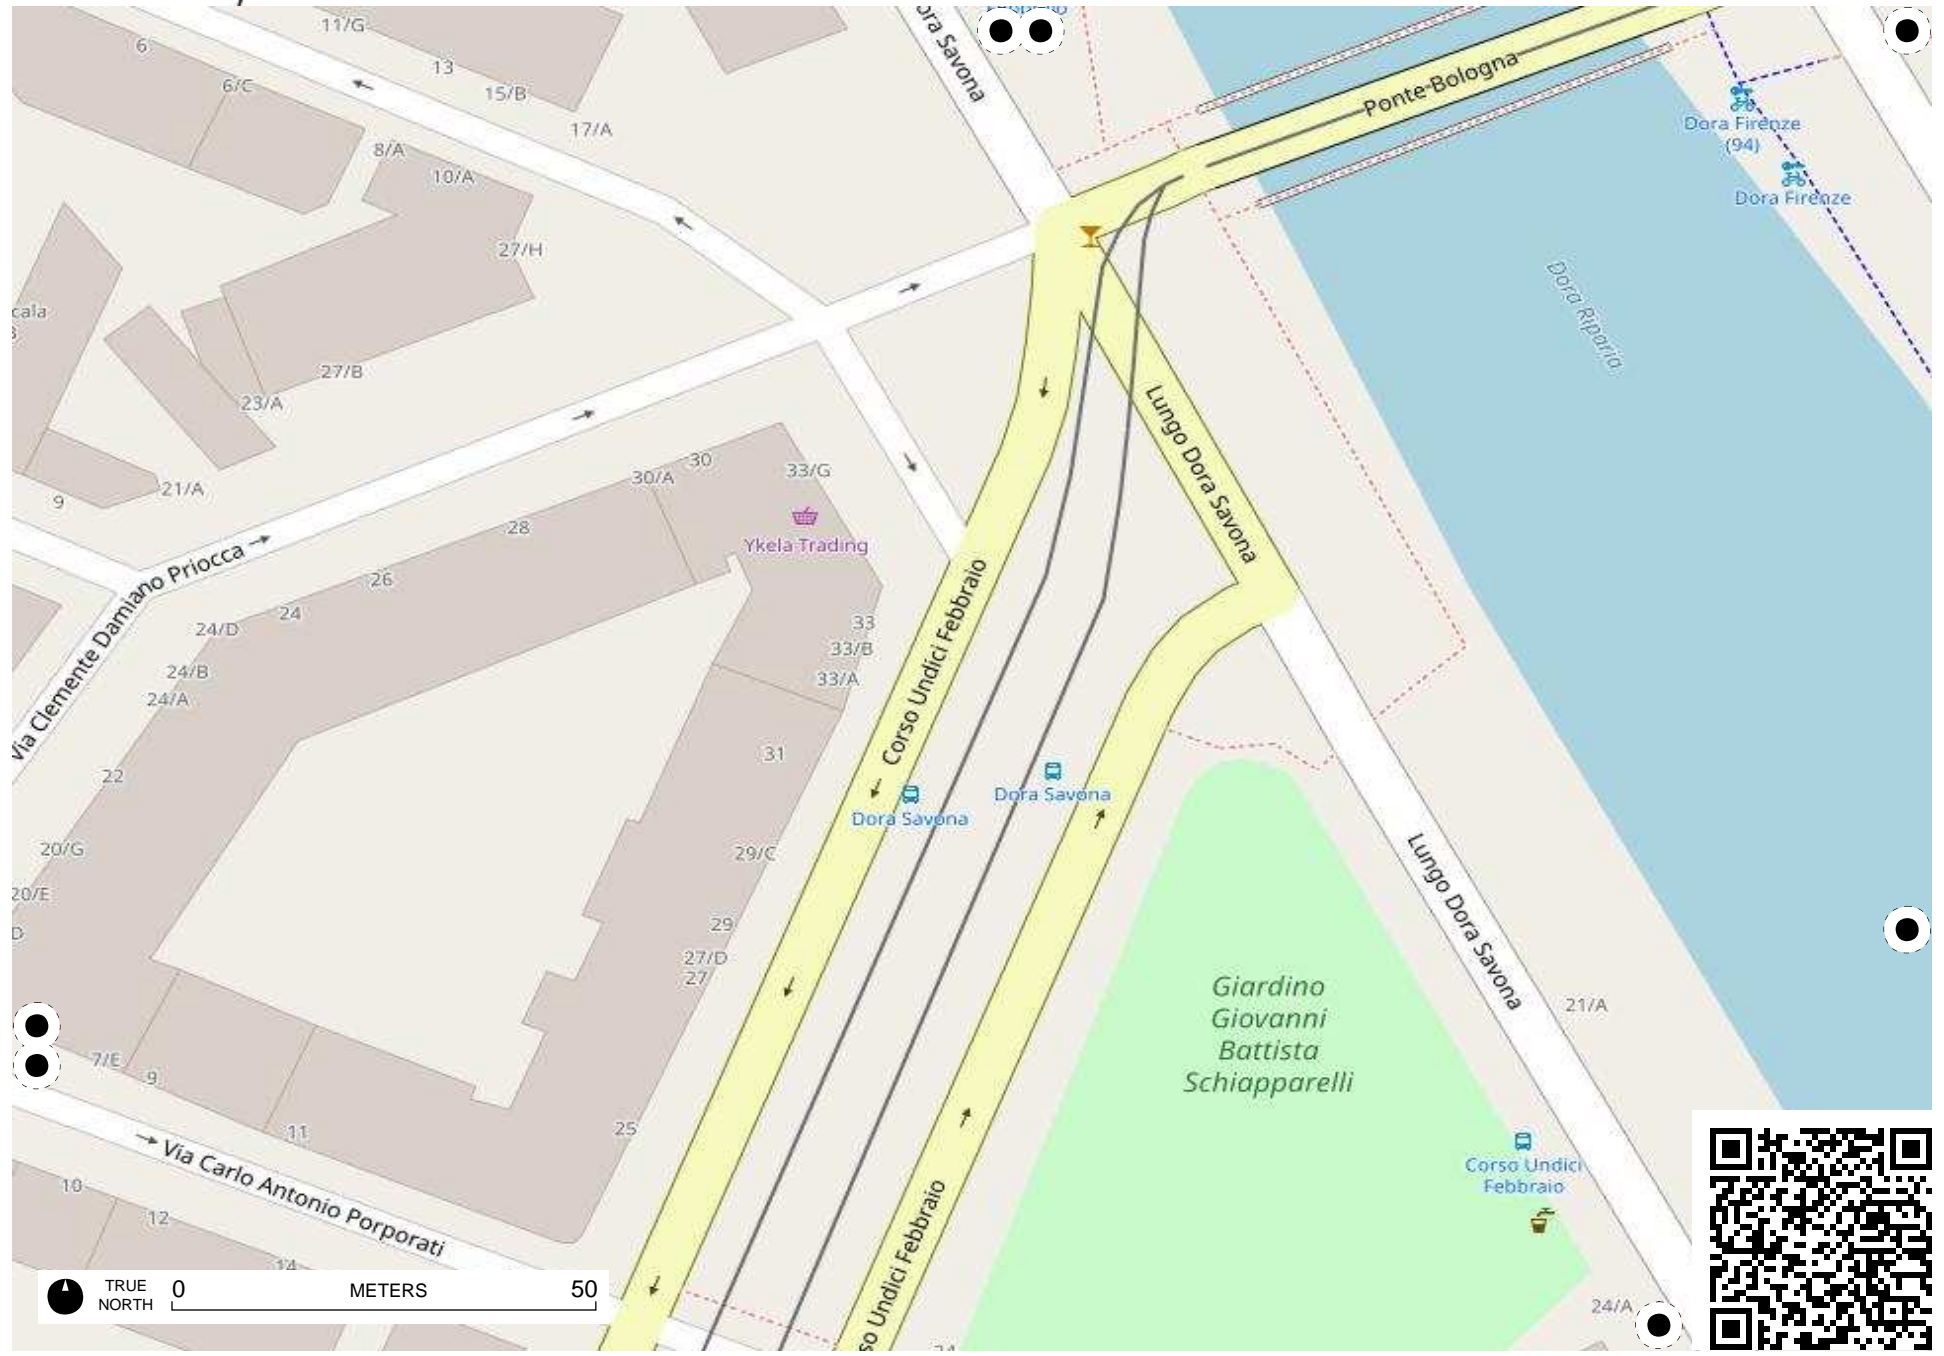 11/G
6
13
6/C
15/B
17/A
8/A
10/A
27/H
27/B
23/A
21/A
9
Ponte Bologna
Dora Firenze
(94)
Dora Firenze
Dora Riparia
Lungo Dora Savona
30
30/A
33/G
28
Ykela Trading
26
24
24/D
24/B
24/A
Via Clemente Damiano Priocca
33
33/B
33/A
Corso Undici Febbraio
31
22
Dora Savona
Dora Savona
20/G
29/C
20/E
29
27/D
27
Lungo Dora Savona
21/A
Giardino
Giovanni
Battista
Schiapparelli
7/E
9
11
25
Via Carlo Antonio Porporati
10
12
14
Corso Undici
Febbraio
Undici Febbraio
24/A
TRUE
NORTH
0 METERS 50